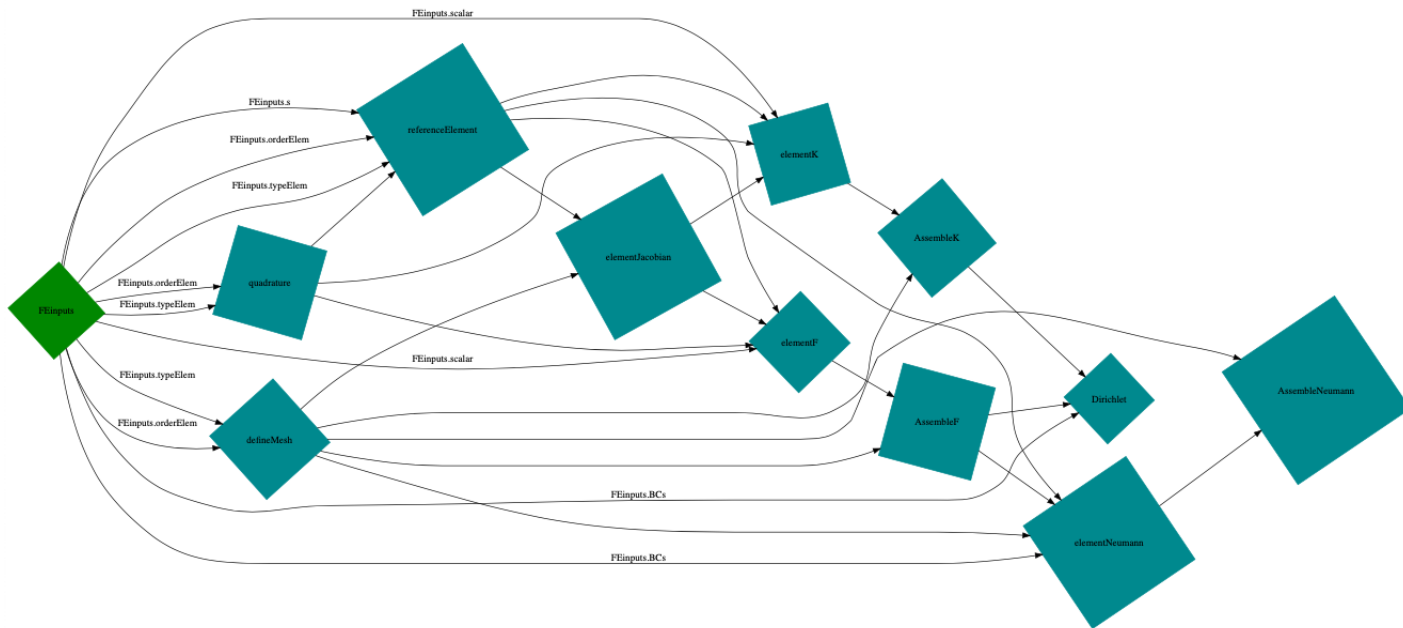 FEinputs.scalar
FEinputs.s
referenceElement
FEinputs.orderElem
elementK
FEinputs.typeElem
AssembleK
elementJacobian
FEinputs.orderElem
quadrature
FEinputs.typeElem
FEinputs
elementF
FEinputs.scalar
FEinputs.typeElem
AssembleNeumann
Dirichlet
FEinputs.orderElem
AssembleF
defineMesh
FEinputs.BCs
elementNeumann
FEinputs.BCs